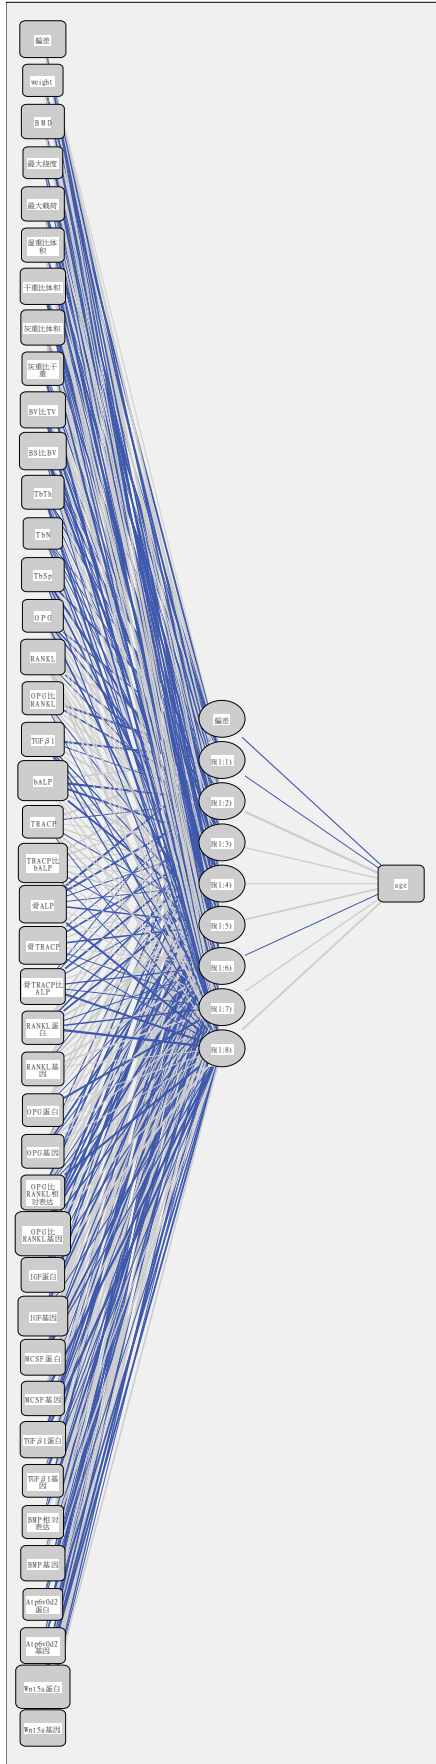 偏差
weight
BMD
最大挠度
最大载荷
湿重比体
积
干重比体积
灰重比体积
灰重比干
重
BV比TV
BS比BV
TbTh
TbN
TbSp
OPG
RANKL
OPG比
RANKL
TGFβ1
bALP
TRACP
TRACP比
bALP
骨ALP
骨TRACP
骨TRACP比
ALP
RANKL蛋
白
RANKL基
因
OPG蛋白
OPG基因
OPG比
RANKL相
对表达
OPG比
RANKL基因
IGF蛋白
IGF基因
MCSF蛋白
MCSF基因
TGFβ1蛋白
TGFβ1基
因
BMP相对
表达
BMP基因
Atp6v0d2
蛋白
Atp6v0d2
基因
Wnt5a蛋白
Wnt5a基因
偏差
H(1:1)
H(1:2)
H(1:3)
H(1:4)
H(1:5)
H(1:6)
H(1:7)
H(1:8)
age